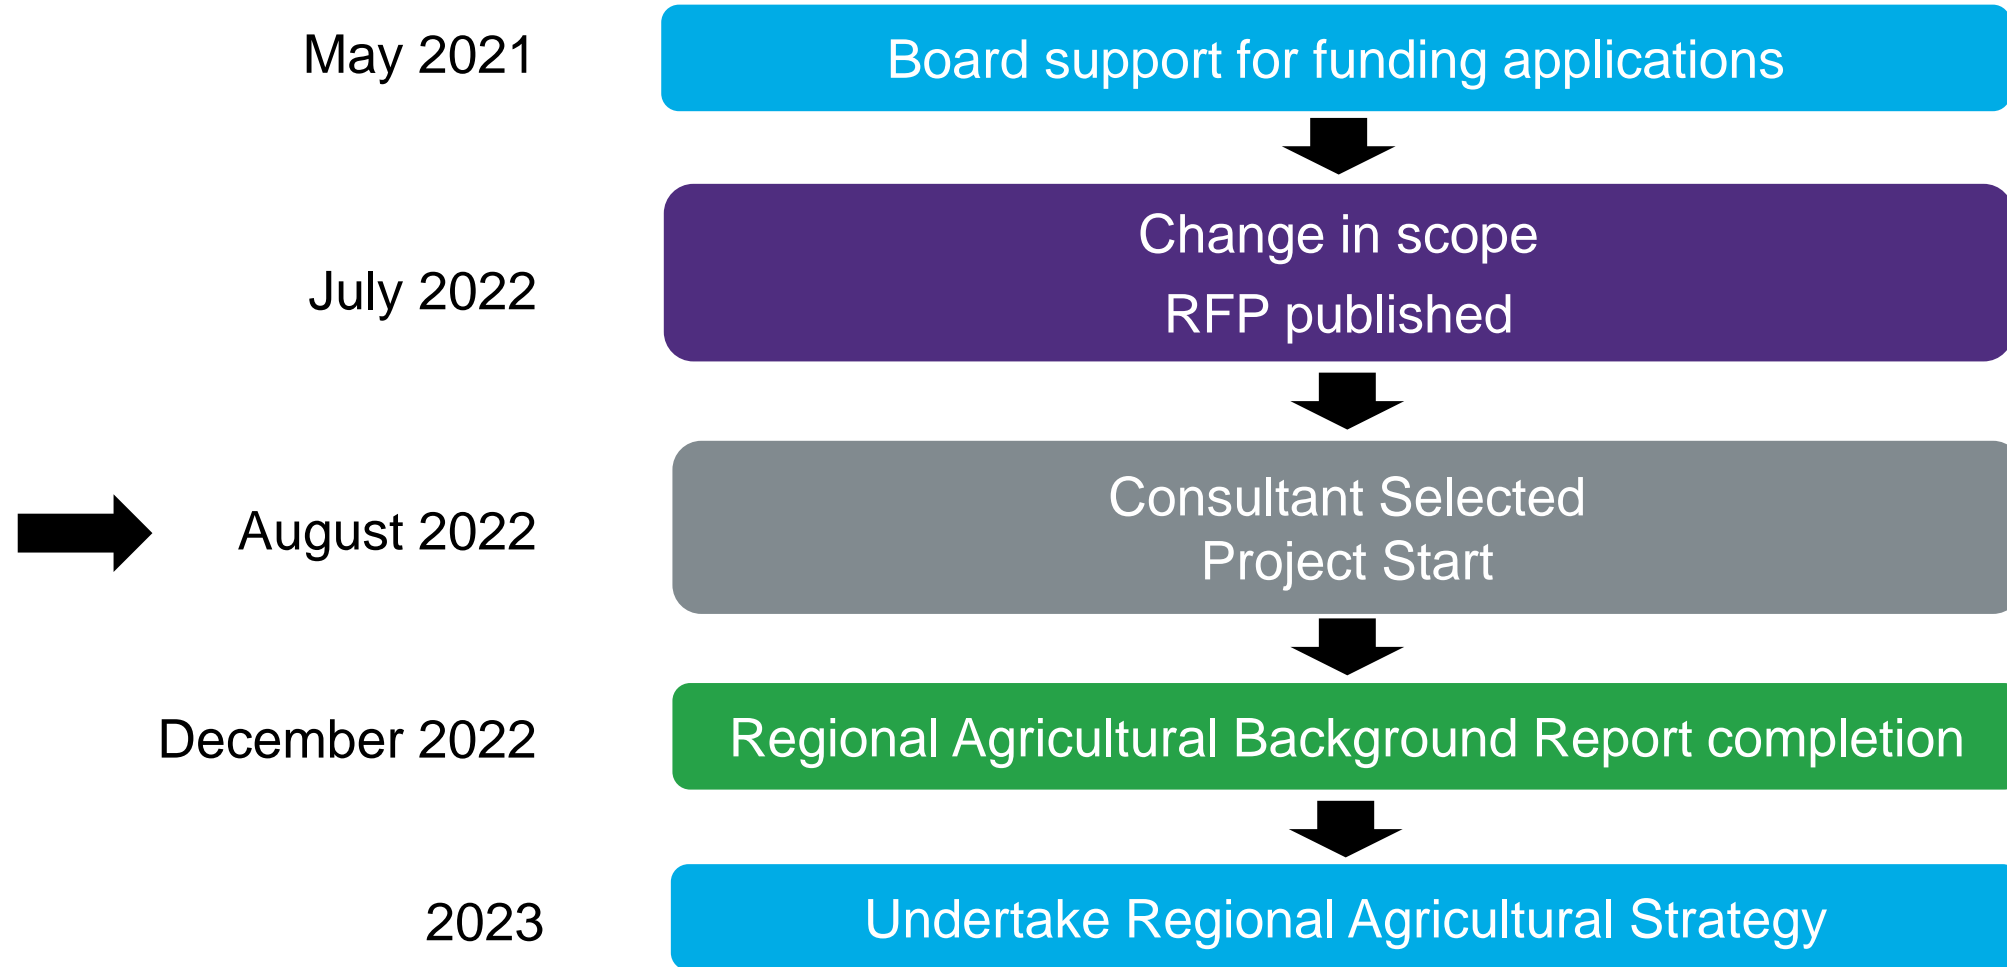 May 2021
Board support for funding applications
July 2022
Change in scope
RFP published
August 2022
Consultant Selected
Project Start
December 2022
Regional Agricultural Background Report completion
2023
Undertake Regional Agricultural Strategy